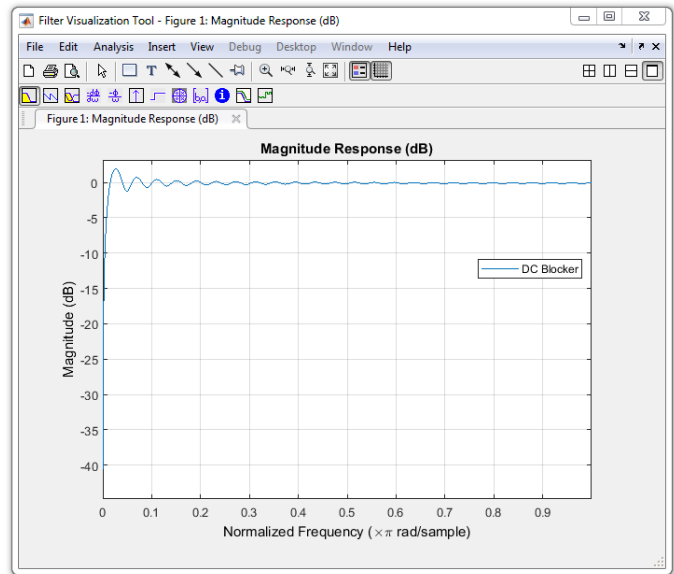 Filter Visualization Tool - Figure 1: Magnitude Response (dB)
File Edit Analysis Insert View Debug Desktop Window Help
Figure 1: Magnitude Response (dB)
Magnitude Response (dB)
Magnitude (dB)
0
-5
-10
-15
-20
-25
-30
-35
-40
DC Blocker
0 0.1 0.2 0.3 0.4 0.5 0.6 0.7 0.8 0.9
Normalized Frequency (×π rad/sample)